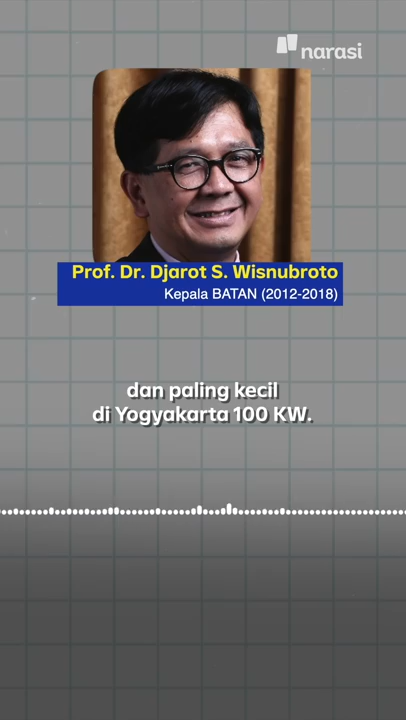 narasi
Prof. Dr. Djarot S. Wisnubroto
Kepala BATAN (2012-2018)
dan paling kecil
di Yogyakarta 100 KW.